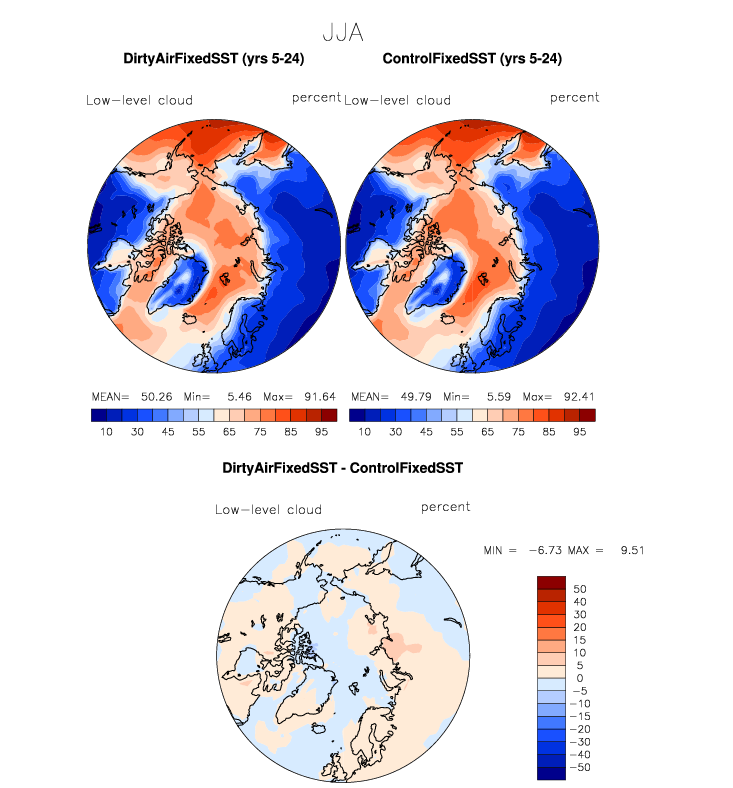 JJA
DirtyAirFixedSST (yrs 5-24) ControlFixedSST (yrs 5-24)
Low-level cloud percent Low-level cloud percent
MEAN= 50.26 Min= 5.46 Max= 91.64 MEAN= 49.79 Min= 5.59 Max= 92.41
10 30 45 55 65 75 85 95 10 30 45 55 65 75 85 95
DirtyAirFixedSST - ControlFixedSST
Low-level cloud percent
MIN = -6.73 MAX = 9.51
50
40
30
20
15
10
5
0
-5
-10
-15
-20
-30
-40
-50